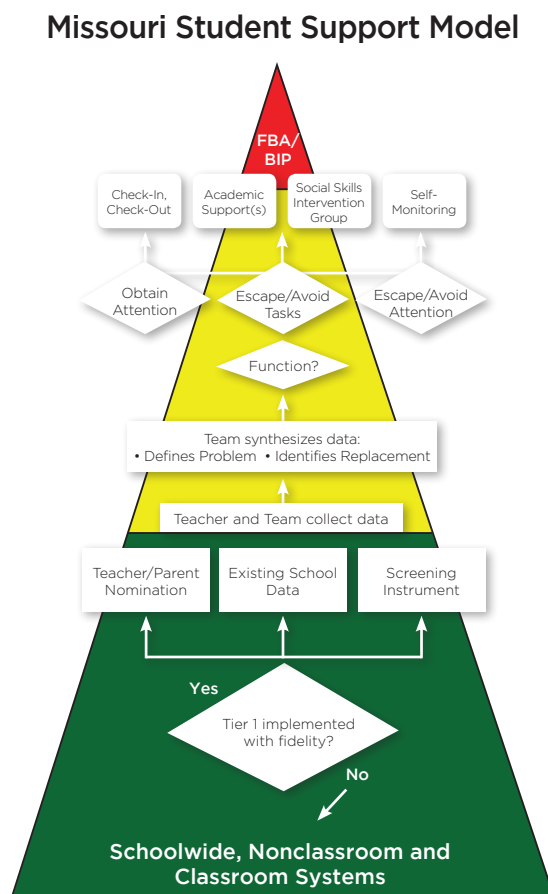 Missouri Student Support Model
FBA/
BIP
Check-In,
Check-Out
Academic
Support(s)
Social Skills
Intervention
Group
Self-
Monitoring
Obtain
Attention
Escape/Avoid
Tasks
Escape/Avoid
Attention
Function?
Team synthesizes data:
• Defines Problem • Identifies Replacement
Teacher and Team collect data
Teacher/Parent
Nomination
Existing School
Data
Screening
Instrument
Yes
Tier 1 implemented
with fidelity?
No
Schoolwide, Nonclassroom and
Classroom Systems